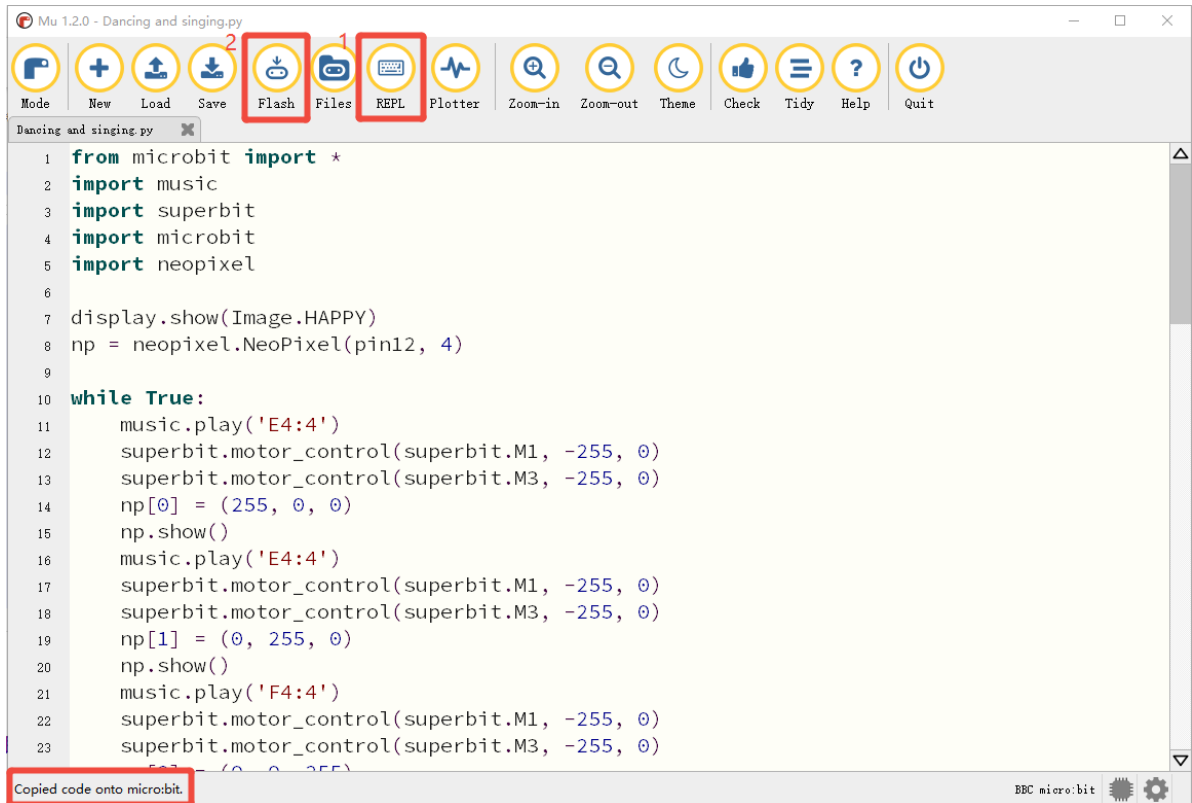 Mu 1.2.0 - Dancing and singing.py
2 1
Mode New Load Save Flash Files REPL Plotter Zoom-in Zoom-out Theme Check Tidy Help Quit
Dancing and singing.py
1 from microbit import *
2 import music
3 import superbit
4 import microbit
5 import neopixel
6
7 display.show(Image.HAPPY)
8 np = neopixel.NeoPixel(pin12, 4)
9
10 while True:
11 music.play('E4:4')
12 superbit.motor_control(superbit.M1, -255, 0)
13 superbit.motor_control(superbit.M3, -255, 0)
14 np[0] = (255, 0, 0)
15 np.show()
16 music.play('E4:4')
17 superbit.motor_control(superbit.M1, -255, 0)
18 superbit.motor_control(superbit.M3, -255, 0)
19 np[1] = (0, 255, 0)
20 np.show()
21 music.play('F4:4')
22 superbit.motor_control(superbit.M1, -255, 0)
23 superbit.motor_control(superbit.M3, -255, 0)
Copied code onto micro:bit. BBC micro:bit